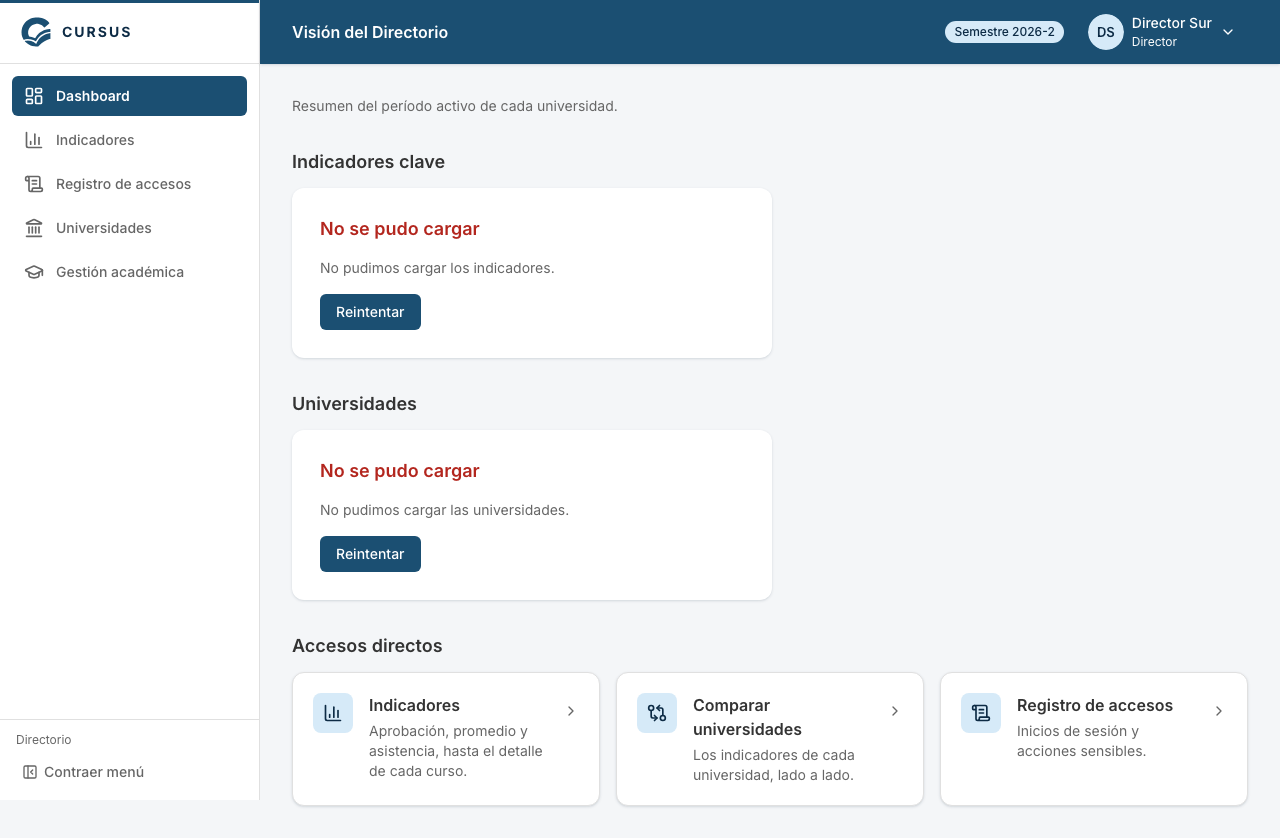 CURSUS
Visión del Directorio
Semestre 2026-2
DS
Director Sur
Director
Dashboard
Indicadores
Registro de accesos
Universidades
Gestión académica
Directorio
Contraer menú
Resumen del período activo de cada universidad.
Indicadores clave
No se pudo cargar
No pudimos cargar los indicadores.
Reintentar
Universidades
No se pudo cargar
No pudimos cargar las universidades.
Reintentar
Accesos directos
Indicadores
Aprobación, promedio y
asistencia, hasta el detalle
de cada curso.
Comparar
universidades
Los indicadores de cada
universidad, lado a lado.
Registro de accesos
Inicios de sesión y
acciones sensibles.